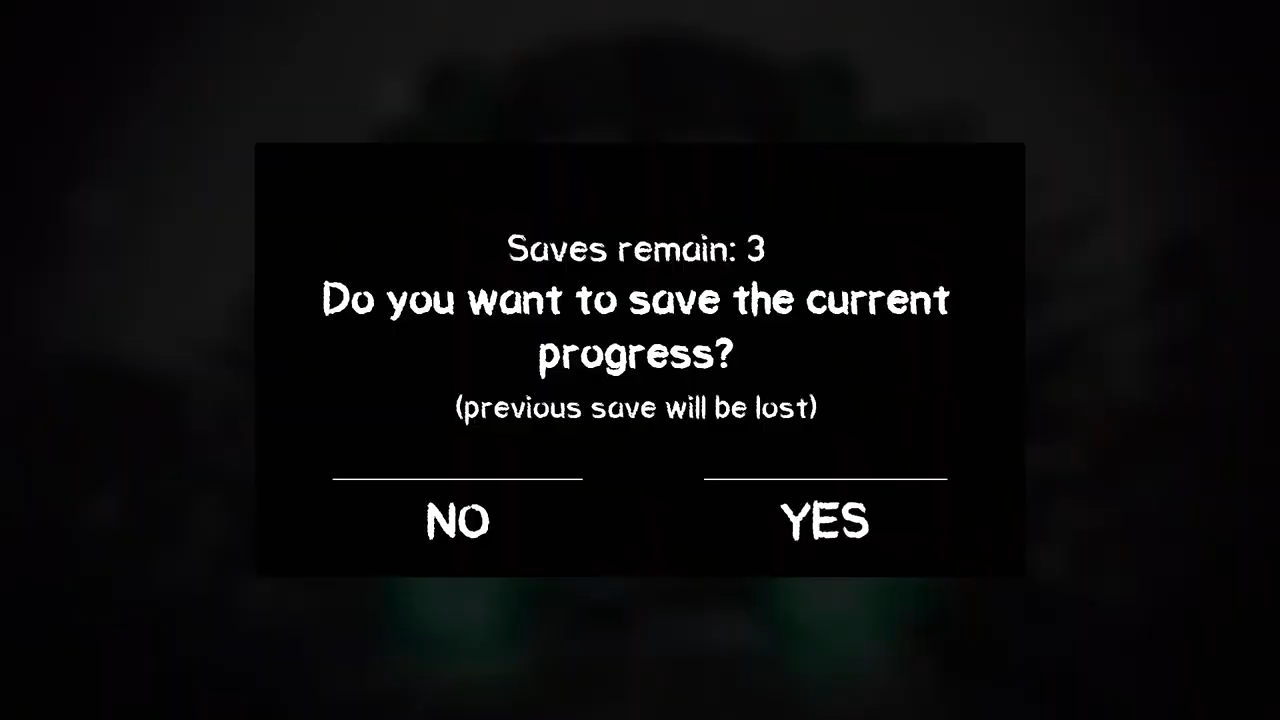 Saves remain: 3
Do you want to save the current
progress?
(previous save will be lost)
NO
YES